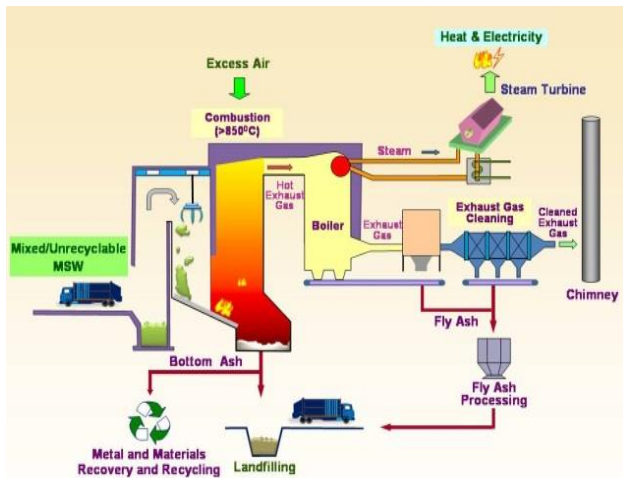 Heat & Electricity
Excess Air
Steam Turbine
Combustion
(>850⁰C)
Steam
Hot
Exhaust
Gas
Boiler
Exhaust
Gas
Exhaust Gas
Cleaning
Cleaned
Exhaust
Gas
Mixed/Unrecyclable
MSW
Chimney
Fly Ash
Bottom Ash
Fly Ash
Processing
Metal and Materials
Recovery and Recycling
Landfilling